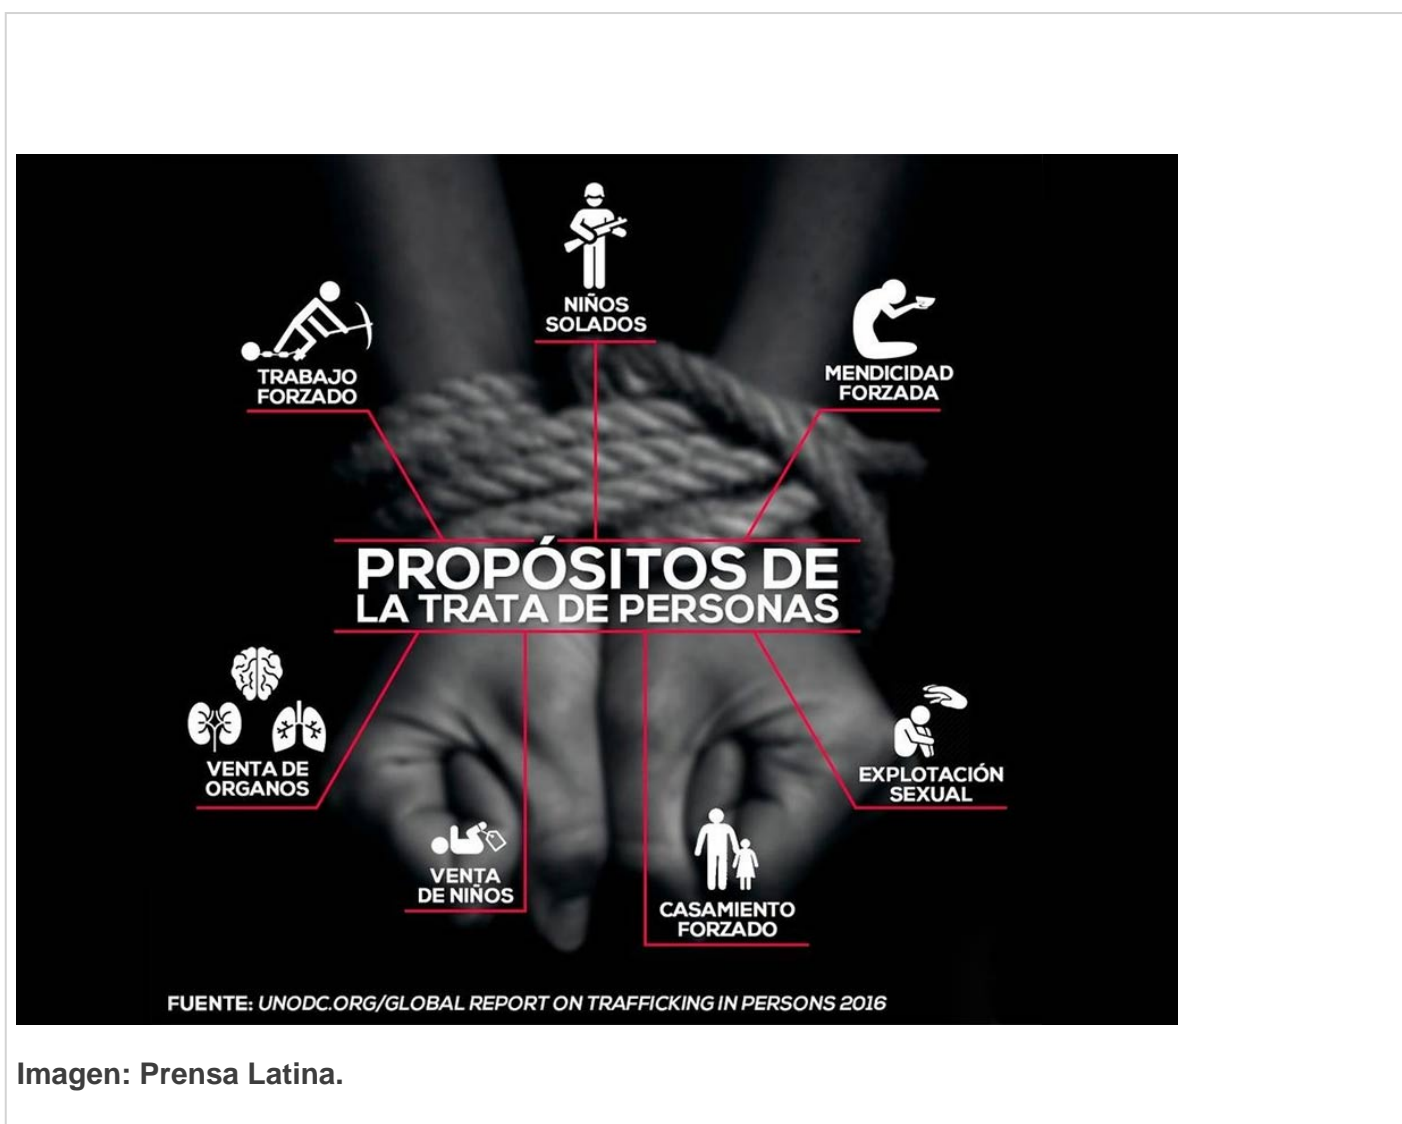 NIÑOS
SOLADOS
TRABAJO
FORZADO
MENDICIDAD
FORZADA
PROPÓSITOS DE
LA TRATA DE PERSONAS
VENTA DE
ORGANOS
EXPLOTACIÓN
SEXUAL
VENTA
DE NIÑOS
CASAMIENTO
FORZADO
FUENTE: UNODC.ORG/GLOBAL REPORT ON TRAFFICKING IN PERSONS 2016
Imagen: Prensa Latina.